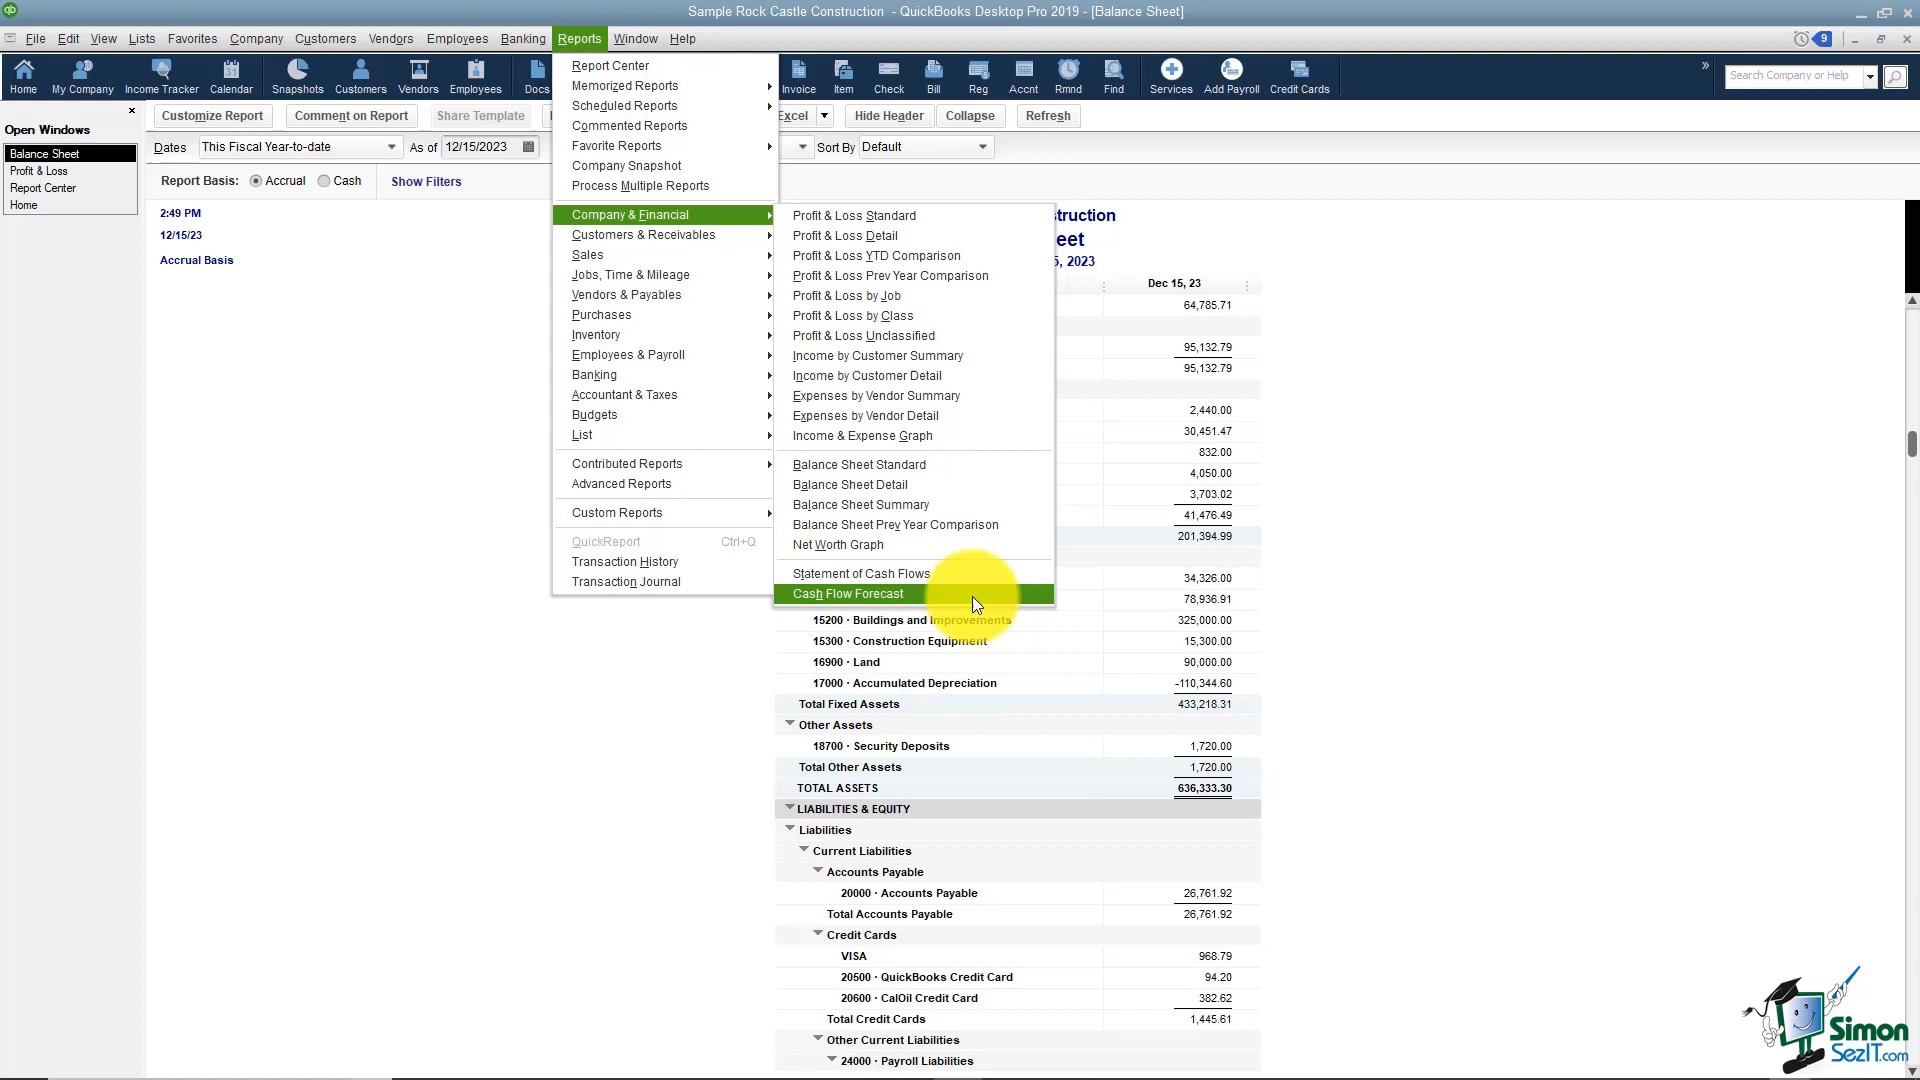 Sample Rock Castle Construction - QuickBooks Desktop Pro 2019 - [Balance Sheet]
File Edit View Lists Favorites Company Customers Vendors Employees Banking Reports Window Help
9
Home My Company Income Tracker Calendar Snapshots Customers Vendors Employees Docs Invoice Item Check Bill Reg Accnt Rmnd Find Services Add Payroll Credit Cards
Search Company or Help
Customize Report Comment on Report Share Template Excel Hide Header Collapse Refresh
Dates This Fiscal Year-to-date As of 12/15/2023 Sort By Default
Report Basis: Accrual Cash Show Filters
Open Windows
Balance Sheet
Profit & Loss
Report Center
Home
2:49 PM
12/15/23
Accrual Basis
Report Center
Memorized Reports
Scheduled Reports
Commented Reports
Favorite Reports
Company Snapshot
Process Multiple Reports
Company & Financial
Customers & Receivables
Sales
Jobs, Time & Mileage
Vendors & Payables
Purchases
Inventory
Employees & Payroll
Banking
Accountant & Taxes
Budgets
List
Contributed Reports
Advanced Reports
Custom Reports
QuickReport Ctrl+Q
Transaction History
Transaction Journal
Profit & Loss Standard
Profit & Loss Detail
Profit & Loss YTD Comparison
Profit & Loss Prev Year Comparison
Profit & Loss by Job
Profit & Loss by Class
Profit & Loss Unclassified
Income by Customer Summary
Income by Customer Detail
Expenses by Vendor Summary
Expenses by Vendor Detail
Income & Expense Graph
Balance Sheet Standard
Balance Sheet Detail
Balance Sheet Summary
Balance Sheet Prev Year Comparison
Net Worth Graph
Statement of Cash Flows
Cash Flow Forecast
truction
eet
5, 2023
Dec 15, 23
64,785.71
95,132.79
95,132.79
2,440.00
30,451.47
832.00
4,050.00
3,703.02
41,476.49
201,394.99
34,326.00
78,936.91
15200 · Buildings and Improvements 325,000.00
15300 · Construction Equipment 15,300.00
16900 · Land 90,000.00
17000 · Accumulated Depreciation -110,344.60
Total Fixed Assets 433,218.31
Other Assets
18700 · Security Deposits 1,720.00
Total Other Assets 1,720.00
TOTAL ASSETS 636,333.30
LIABILITIES & EQUITY
Liabilities
Current Liabilities
Accounts Payable
20000 · Accounts Payable 26,761.92
Total Accounts Payable 26,761.92
Credit Cards
VISA 968.79
20500 · QuickBooks Credit Card 94.20
20600 · CalOil Credit Card 382.62
Total Credit Cards 1,445.61
Other Current Liabilities
24000 · Payroll Liabilities
Simon
SezIT.com